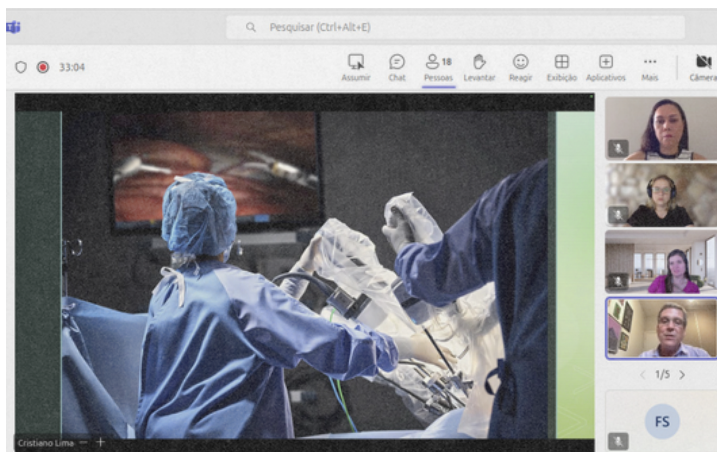 Pesquisar (Ctrl+Alt+E)
33:04
18
Assumir Chat Pessoas Levantar Reagir Exibição Aplicativos Mais Câmera
1/5
FS
Cristiano Lima